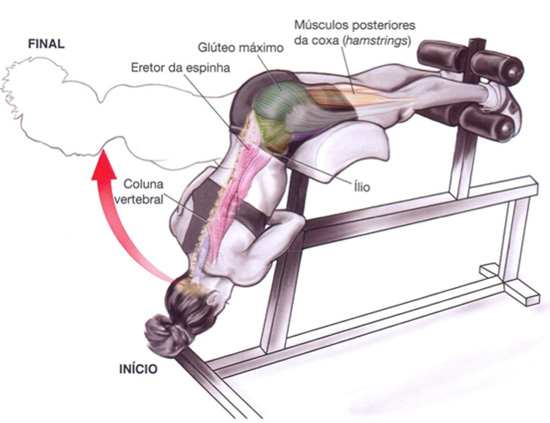 Músculos posteriores
da coxa (hamstrings)
FINAL
Glúteo máximo
Eretor da espinha
Coluna
vertebral
Ílio
INÍCIO